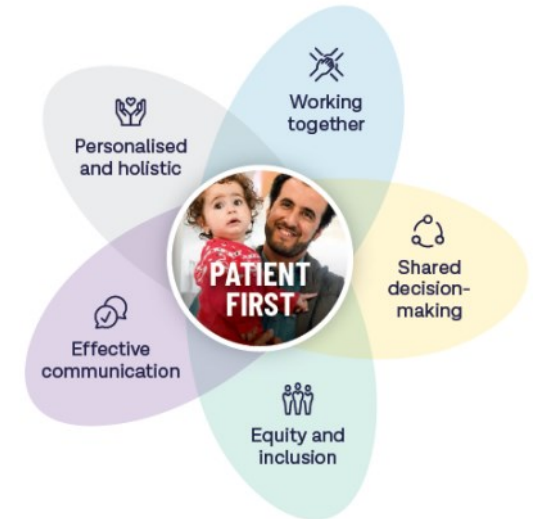 Working
together
Personalised
and holistic
PATIENT
FIRST
Shared
decision-
making
Effective
communication
Equity and
inclusion